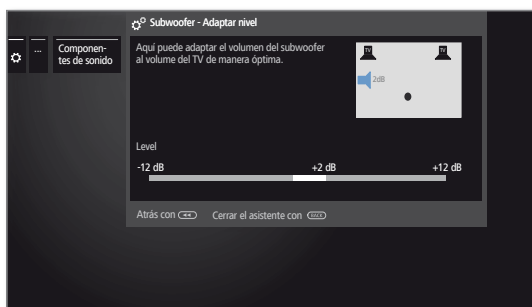 Subwoofer - Adaptar nivel
...
Componen-
tes de sonido
Aquí puede adaptar el volumen del subwoofer
al volume del TV de manera óptima.
TV
TV
2dB
Level
-12 dB
+2 dB
+12 dB
Atrás con
Cerrar el asistente con BACK